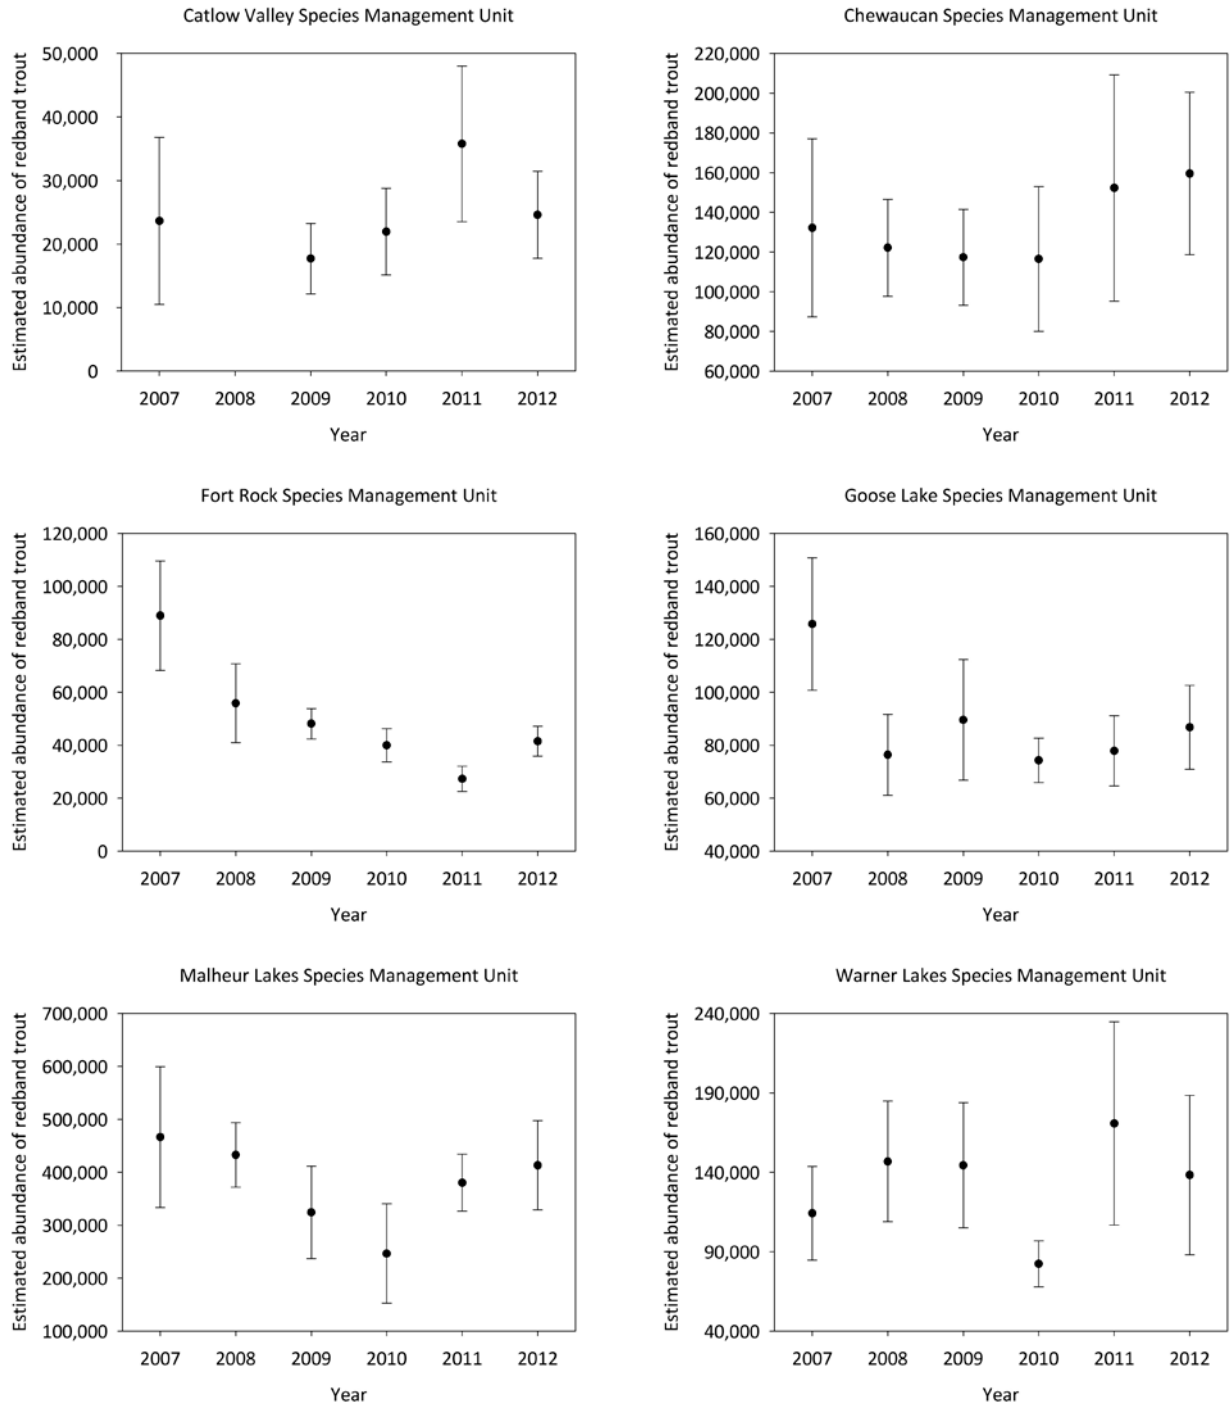 Catlow Valley Species Management Unit
Estimated abundance of redband trout
50,000
40,000
30,000
20,000
10,000
0
2007 2008 2009 2010 2011 2012
Year
Chewaucan Species Management Unit
Estimated abundance of redband trout
220,000
200,000
180,000
160,000
140,000
120,000
100,000
80,000
60,000
2007 2008 2009 2010 2011 2012
Year
Fort Rock Species Management Unit
Estimated abundance of redband trout
120,000
100,000
80,000
60,000
40,000
20,000
0
2007 2008 2009 2010 2011 2012
Year
Goose Lake Species Management Unit
Estimated abundance of redband trout
160,000
140,000
120,000
100,000
80,000
60,000
40,000
2007 2008 2009 2010 2011 2012
Year
Malheur Lakes Species Management Unit
Estimated abundance of redband trout
700,000
600,000
500,000
400,000
300,000
200,000
100,000
2007 2008 2009 2010 2011 2012
Year
Warner Lakes Species Management Unit
Estimated abundance of redband trout
240,000
190,000
140,000
90,000
40,000
2007 2008 2009 2010 2011 2012
Year